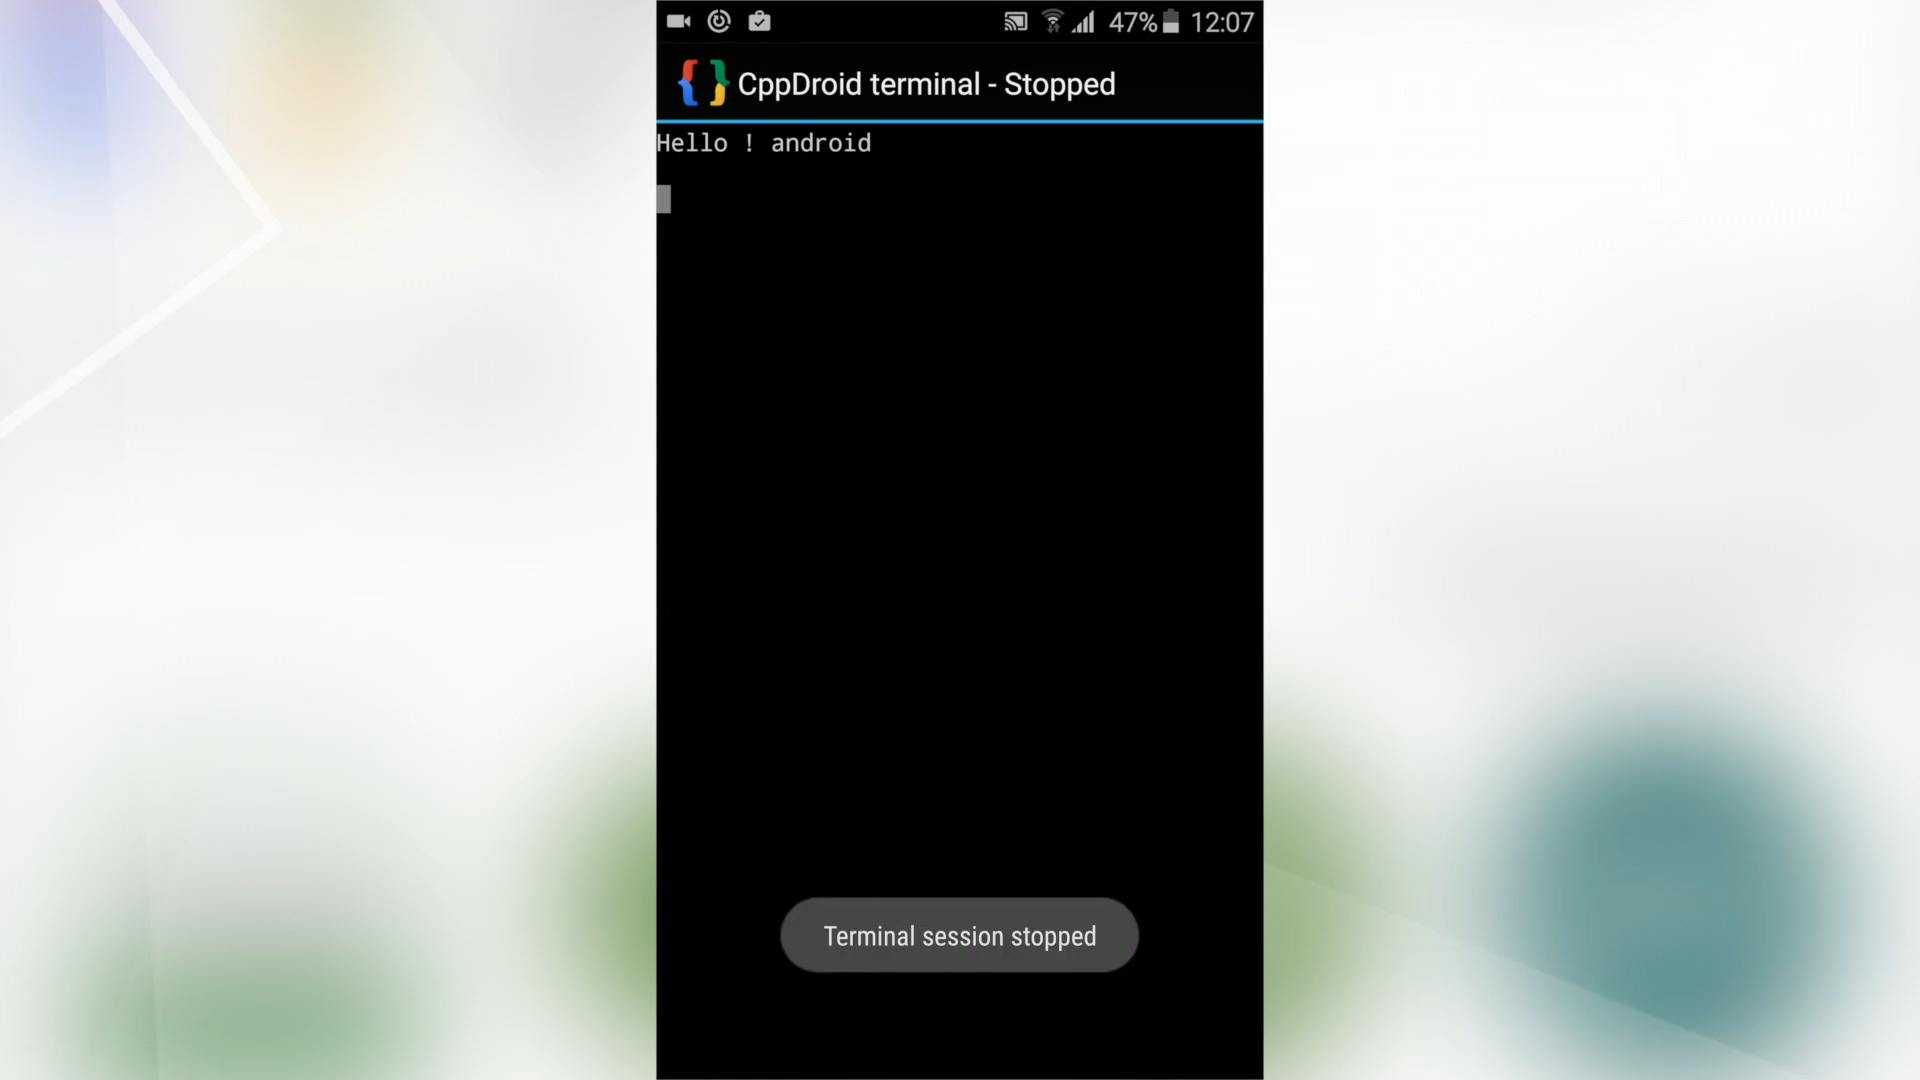 47% 12:07
CppDroid terminal - Stopped
Hello ! android
Terminal session stopped